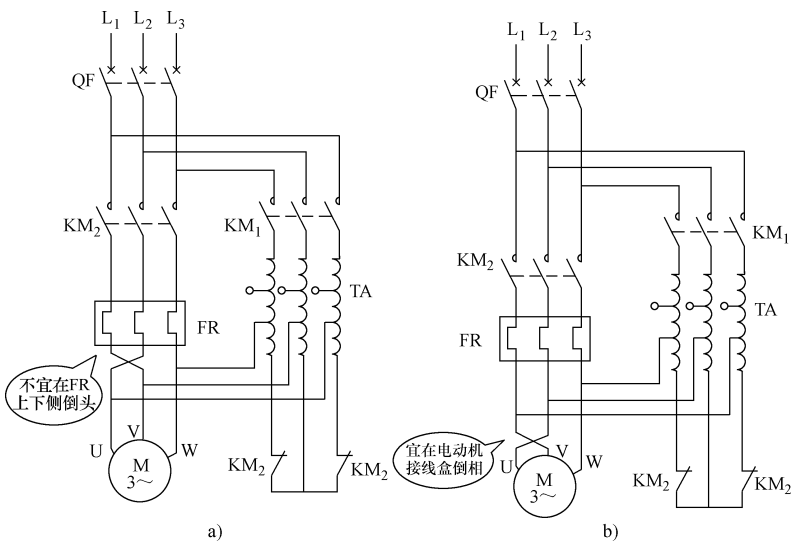 L1 L2 L3
QF
KM2
KM1
TA
FR
不宜在FR
上下侧倒头
U
V
W
M
3～
KM2
KM2
a)
L1 L2 L3
QF
KM1
KM2
TA
FR
宜在电动机
接线盒倒相
U
V
W
M
3～
KM2
KM2
b)